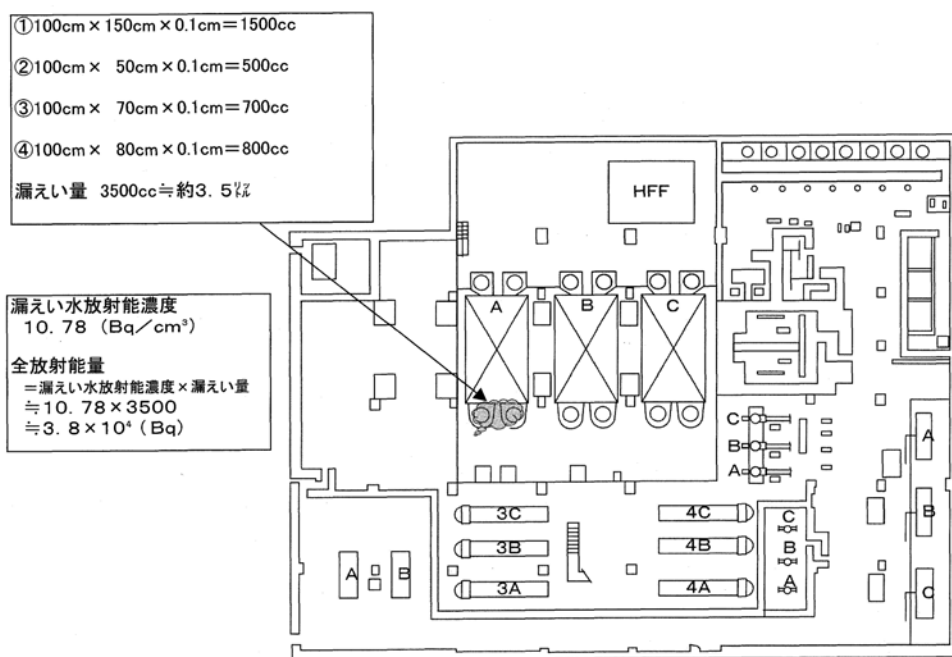 ①100cm×150cm×0.1cm＝1500cc
②100cm× 50cm×0.1cm＝500cc
③100cm× 70cm×0.1cm＝700cc
④100cm× 80cm×0.1cm＝800cc
漏えい量 3500cc≒約3.5㍑
漏えい水放射能濃度
10.78 （Bq／cm³）
全放射能量
＝漏えい水放射能濃度×漏えい量
≒10.78×3500
≒3.8×10⁴（Bq）
HFF
A
B
C
C
B
A
A
B
C
3C
3B
3A
4C
4B
4A
C
B
A
A
B